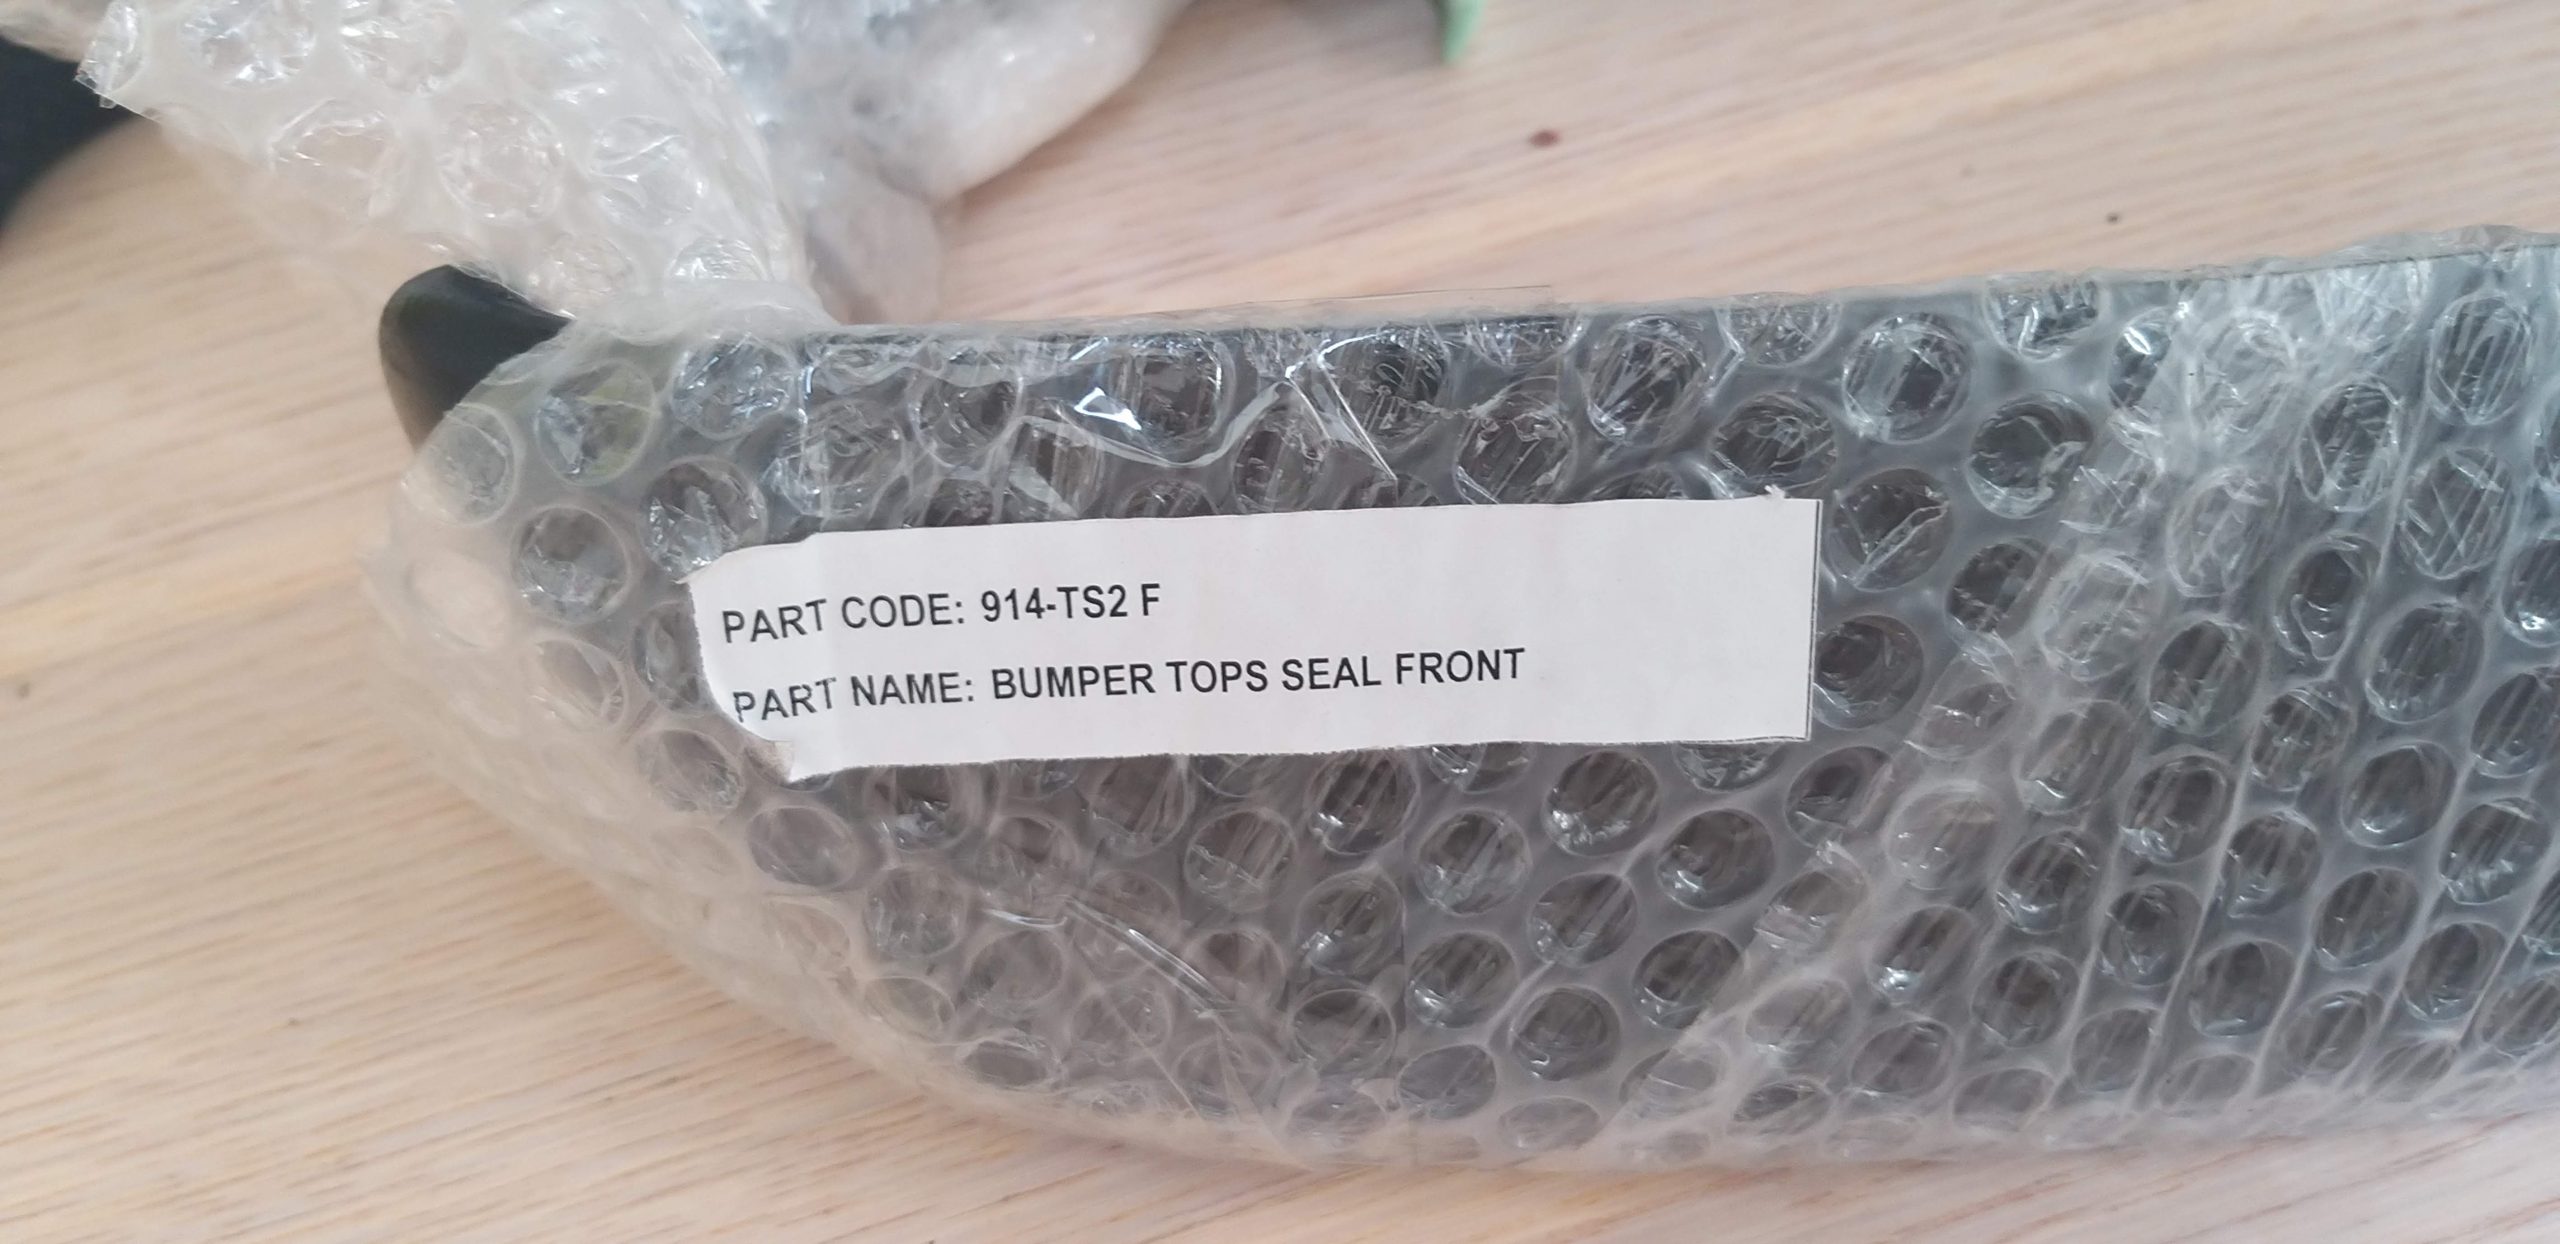 PART CODE: 914-TS2 F
PART NAME: BUMPER TOPS SEAL FRONT